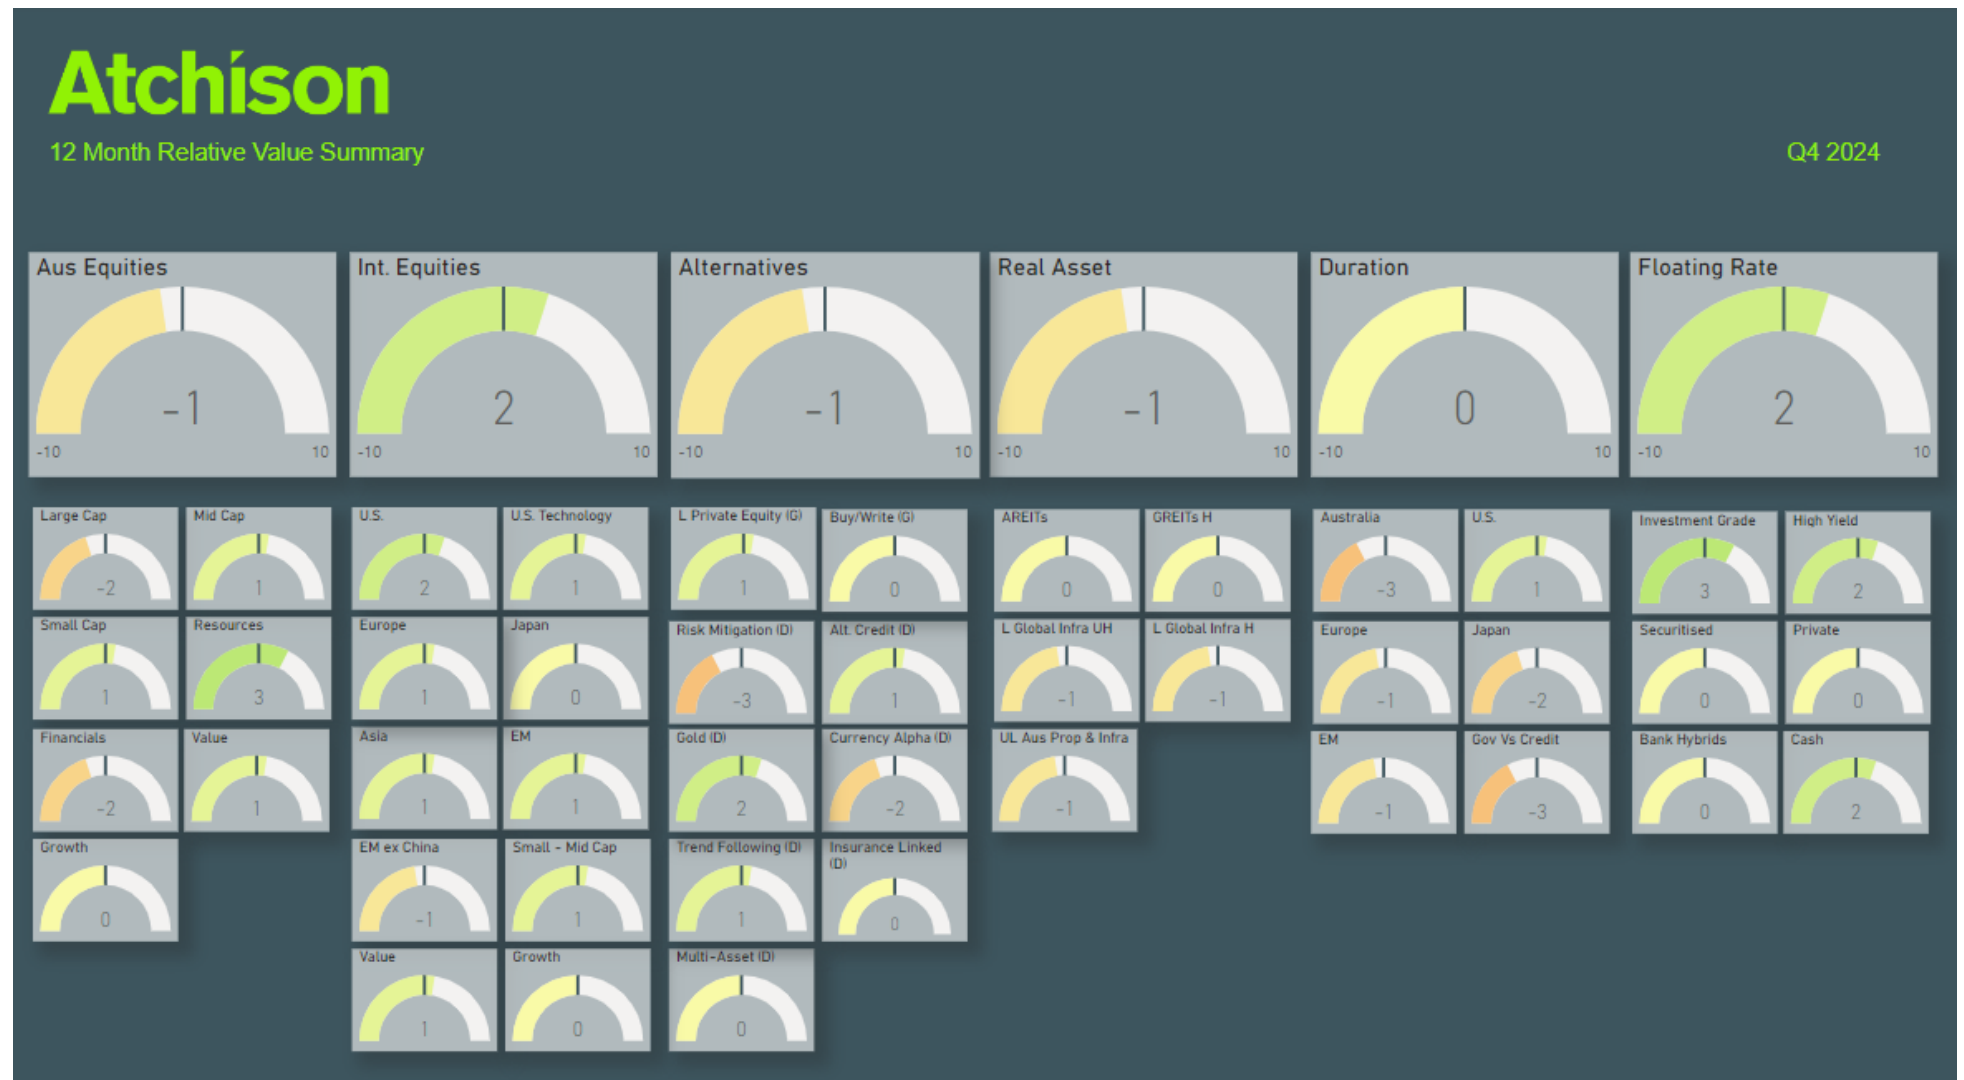 Atchison
12 Month Relative Value Summary
Q4 2024
Aus Equities
-1
-10 10
Int. Equities
2
-10 10
Alternatives
-1
-10 10
Real Asset
-1
-10 10
Duration
0
-10 10
Floating Rate
2
-10 10
Large Cap
-2
Mid Cap
1
Small Cap
1
Resources
3
Financials
-2
Value
1
Growth
0
U.S.
2
U.S. Technology
1
Europe
1
Japan
0
Asia
1
EM
1
EM ex China
-1
Small - Mid Cap
1
Value
1
Growth
0
L Private Equity (G)
1
Buy/Write (G)
0
Risk Mitigation (D)
-3
Alt. Credit (D)
1
Gold (D)
2
Currency Alpha (D)
-2
Trend Following (D)
1
Insurance Linked
(D)
0
Multi-Asset (D)
0
AREITs
0
GREITs H
0
L Global Infra UH
-1
L Global Infra H
-1
UL Aus Prop & Infra
-1
Australia
-3
U.S.
1
Europe
-1
Japan
-2
EM
-1
Gov Vs Credit
-3
Investment Grade
3
High Yield
2
Securitised
0
Private
0
Bank Hybrids
0
Cash
2